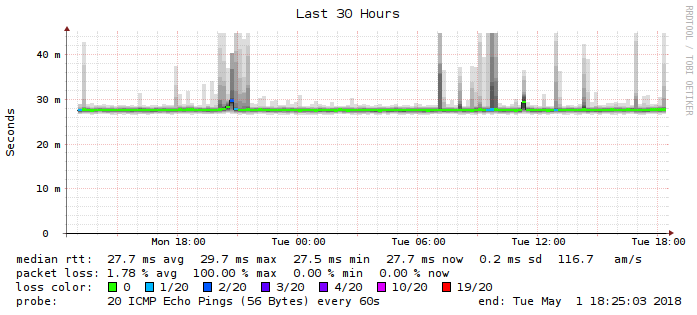 Last 30 Hours
RRDTOOL / TOBI OETIKER
Seconds
40 m
30 m
20 m
10 m
0
Mon 18:00 Tue 00:00 Tue 06:00 Tue 12:00 Tue 18:00
median rtt: 27.7 ms avg 29.7 ms max 27.5 ms min 27.7 ms now 0.2 ms sd 116.7 am/s
packet loss: 1.78 % avg 100.00 % max 0.00 % min 0.00 % now
loss color: 0 1/20 2/20 3/20 4/20 10/20 19/20
probe: 20 ICMP Echo Pings (56 Bytes) every 60s end: Tue May 1 18:25:03 2018